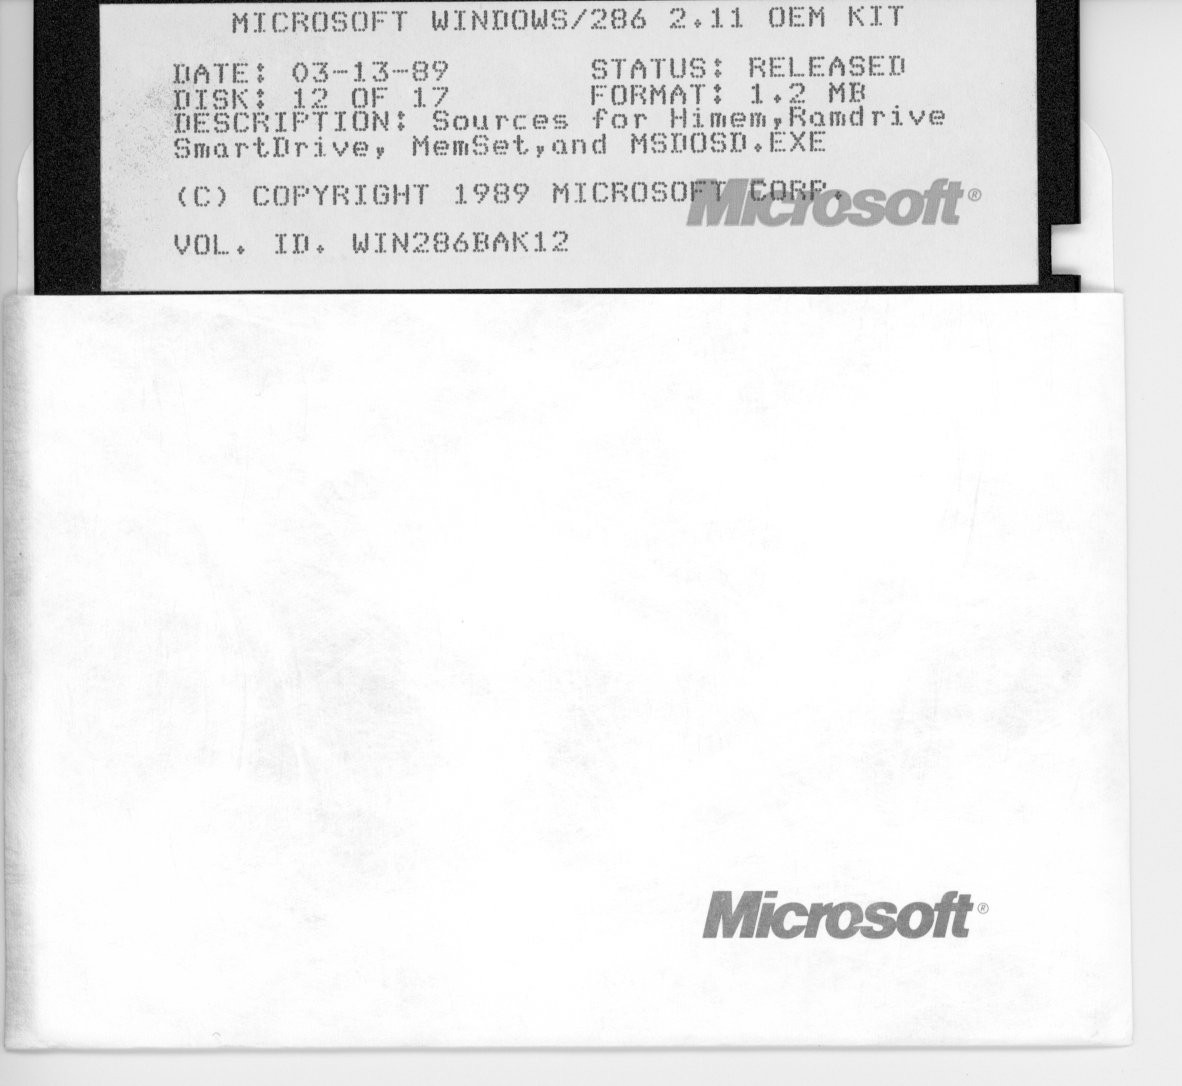 MICROSOFT WINDOWS/286 2.11 OEM KIT
DATE: 03-13-89 STATUS: RELEASED
DISK: 12 OF 17 FORMAT: 1.2 MB
DESCRIPTION: Sources for Himem,Ramdrive
SmartDrive, MemSet,and MSDOSD.EXE
(C) COPYRIGHT 1989 MICROSOFT CORP.
Microsoft®
VOL. ID. WIN286BAK12
Microsoft®